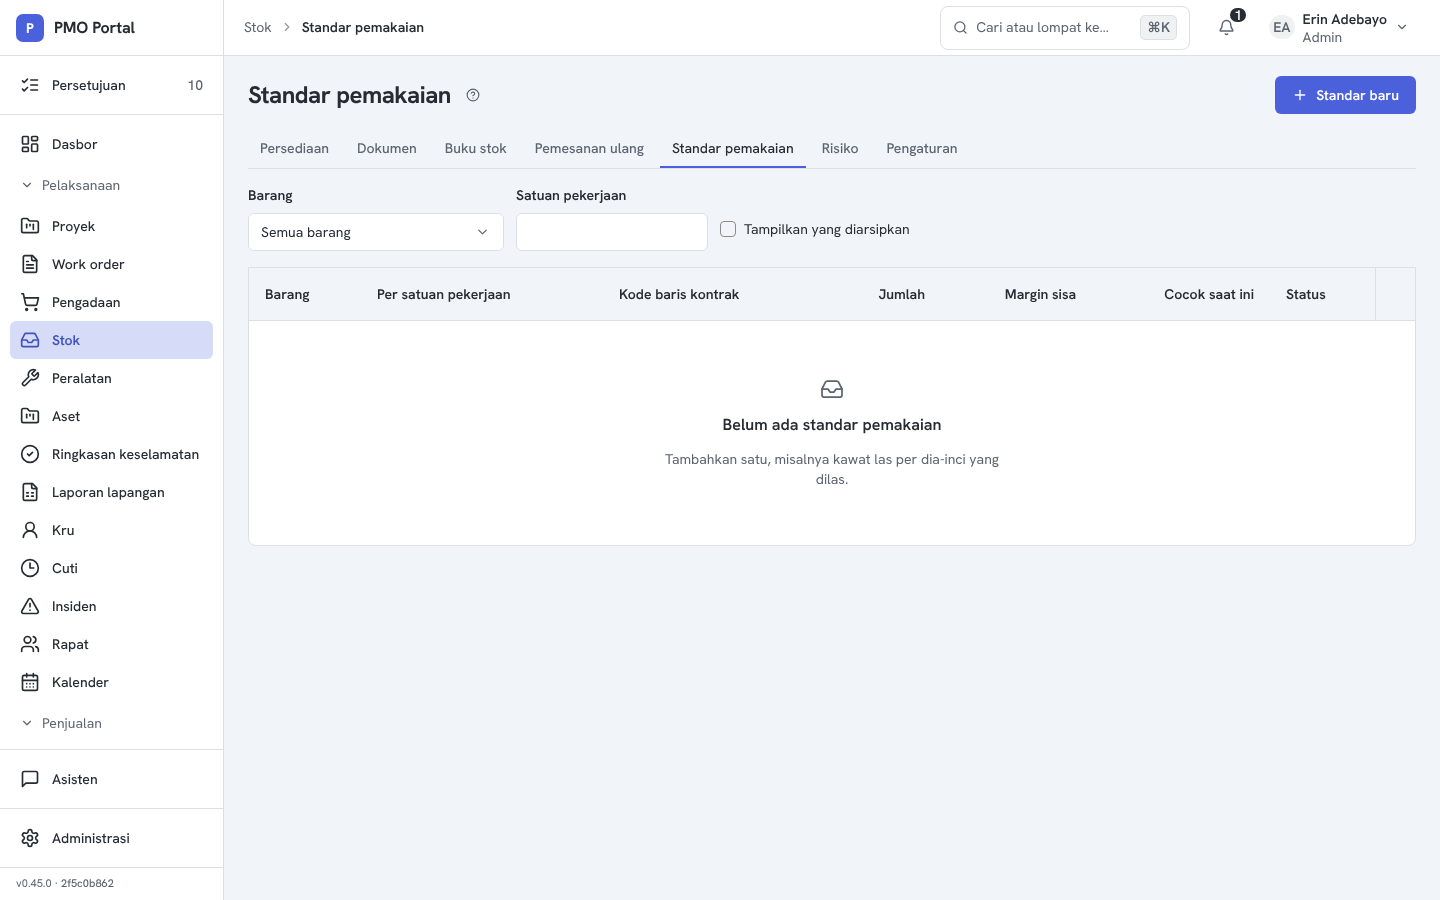 P PMO Portal
Stok > Standar pemakaian
Cari atau lompat ke... ⌘K
1
EA Erin Adebayo
Admin
Persetujuan 10
Dasbor
Pelaksanaan
Proyek
Work order
Pengadaan
Stok
Peralatan
Aset
Ringkasan keselamatan
Laporan lapangan
Kru
Cuti
Insiden
Rapat
Kalender
Penjualan
Asisten
Administrasi
v0.45.0 · 2f5c0b862
Standar pemakaian
+ Standar baru
Persediaan Dokumen Buku stok Pemesanan ulang Standar pemakaian Risiko Pengaturan
Barang Satuan pekerjaan
Semua barang
Tampilkan yang diarsipkan
Barang Per satuan pekerjaan Kode baris kontrak Jumlah Margin sisa Cocok saat ini Status
Belum ada standar pemakaian
Tambahkan satu, misalnya kawat las per dia-inci yang
dilas.